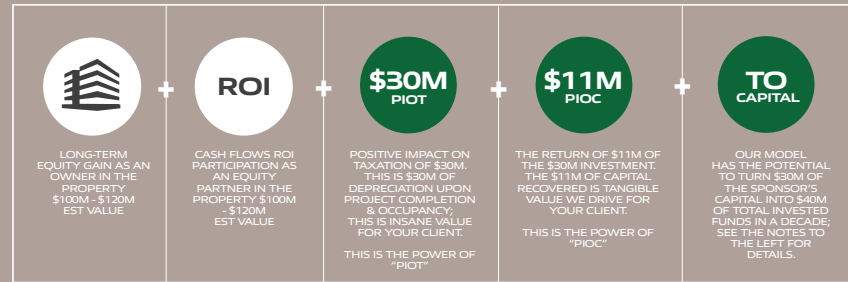 LONG-TERM
EQUITY GAIN AS AN
OWNER IN THE
PROPERTY
$100M - $120M
EST VALUE
+
ROI
CASH FLOWS ROI
PARTICIPATION AS
AN EQUITY
PARTNER IN THE
PROPERTY $100M
- $120M
EST VALUE
+
$30M
PIOT
POSITIVE IMPACT ON
TAXATION OF $30M.
THIS IS $30M OF
DEPRECIATION UPON
PROJECT COMPLETION
& OCCUPANCY;
THIS IS INSANE VALUE
FOR YOUR CLIENT.
THIS IS THE POWER OF
"PIOT"
+
$11M
PIOC
THE RETURN OF $11M OF
THE $30M INVESTMENT.
THE $11M OF CAPITAL
RECOVERED IS TANGIBLE
VALUE WE DRIVE FOR
YOUR CLIENT.
THIS IS THE POWER OF
"PIOC"
+
TO
CAPITAL
OUR MODEL
HAS THE POTENTIAL
TO TURN $30M OF
THE SPONSOR'S
CAPITAL INTO $40M
OF TOTAL INVESTED
FUNDS IN A DECADE;
SEE THE NOTES TO
THE LEFT FOR
DETAILS.